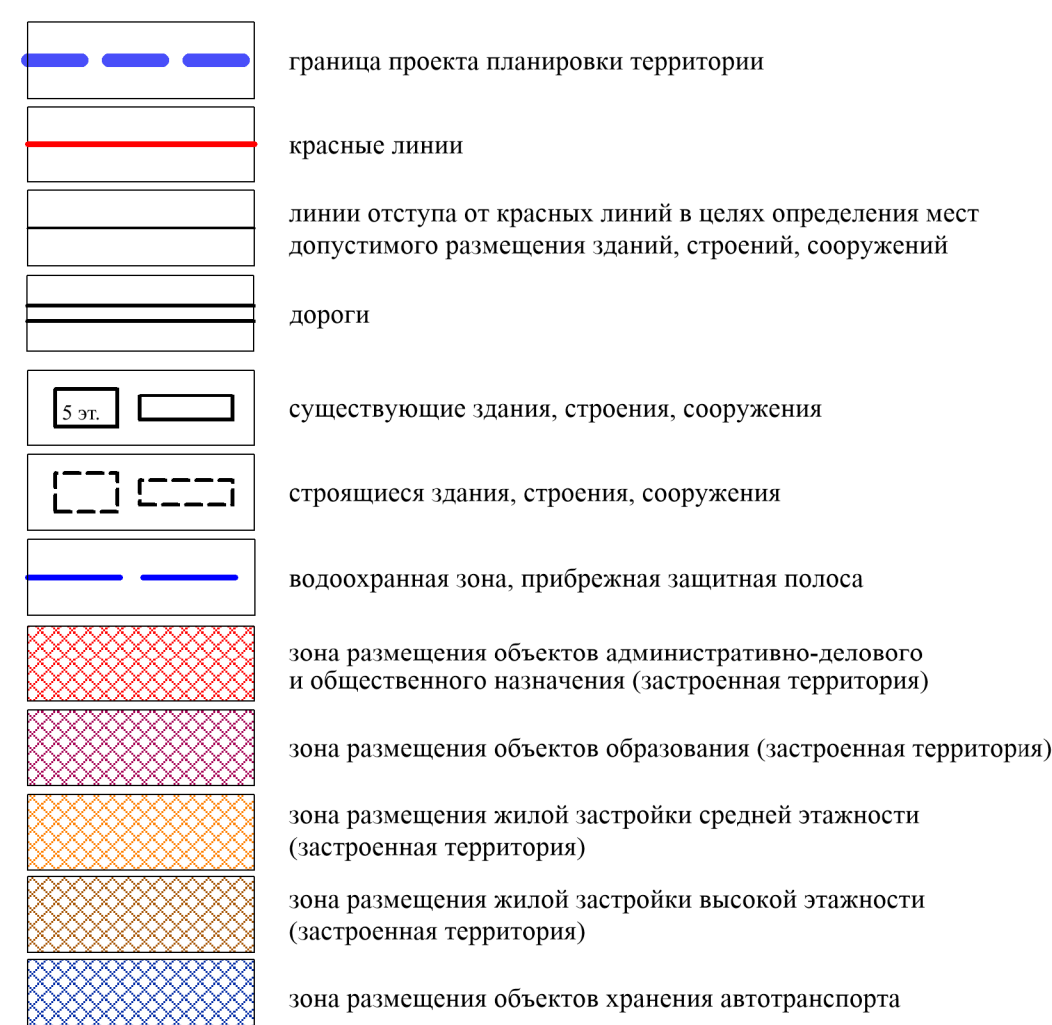 граница проекта планировки территории
красные линии
линии отступа от красных линий в целях определения мест
допустимого размещения зданий, строений, сооружений
дороги
5 эт.
существующие здания, строения, сооружения
строящиеся здания, строения, сооружения
водоохранная зона, прибрежная защитная полоса
зона размещения объектов административно-делового
и общественного назначения (застроенная территория)
зона размещения объектов образования (застроенная территория)
зона размещения жилой застройки средней этажности
(застроенная территория)
зона размещения жилой застройки высокой этажности
(застроенная территория)
зона размещения объектов хранения автотранспорта